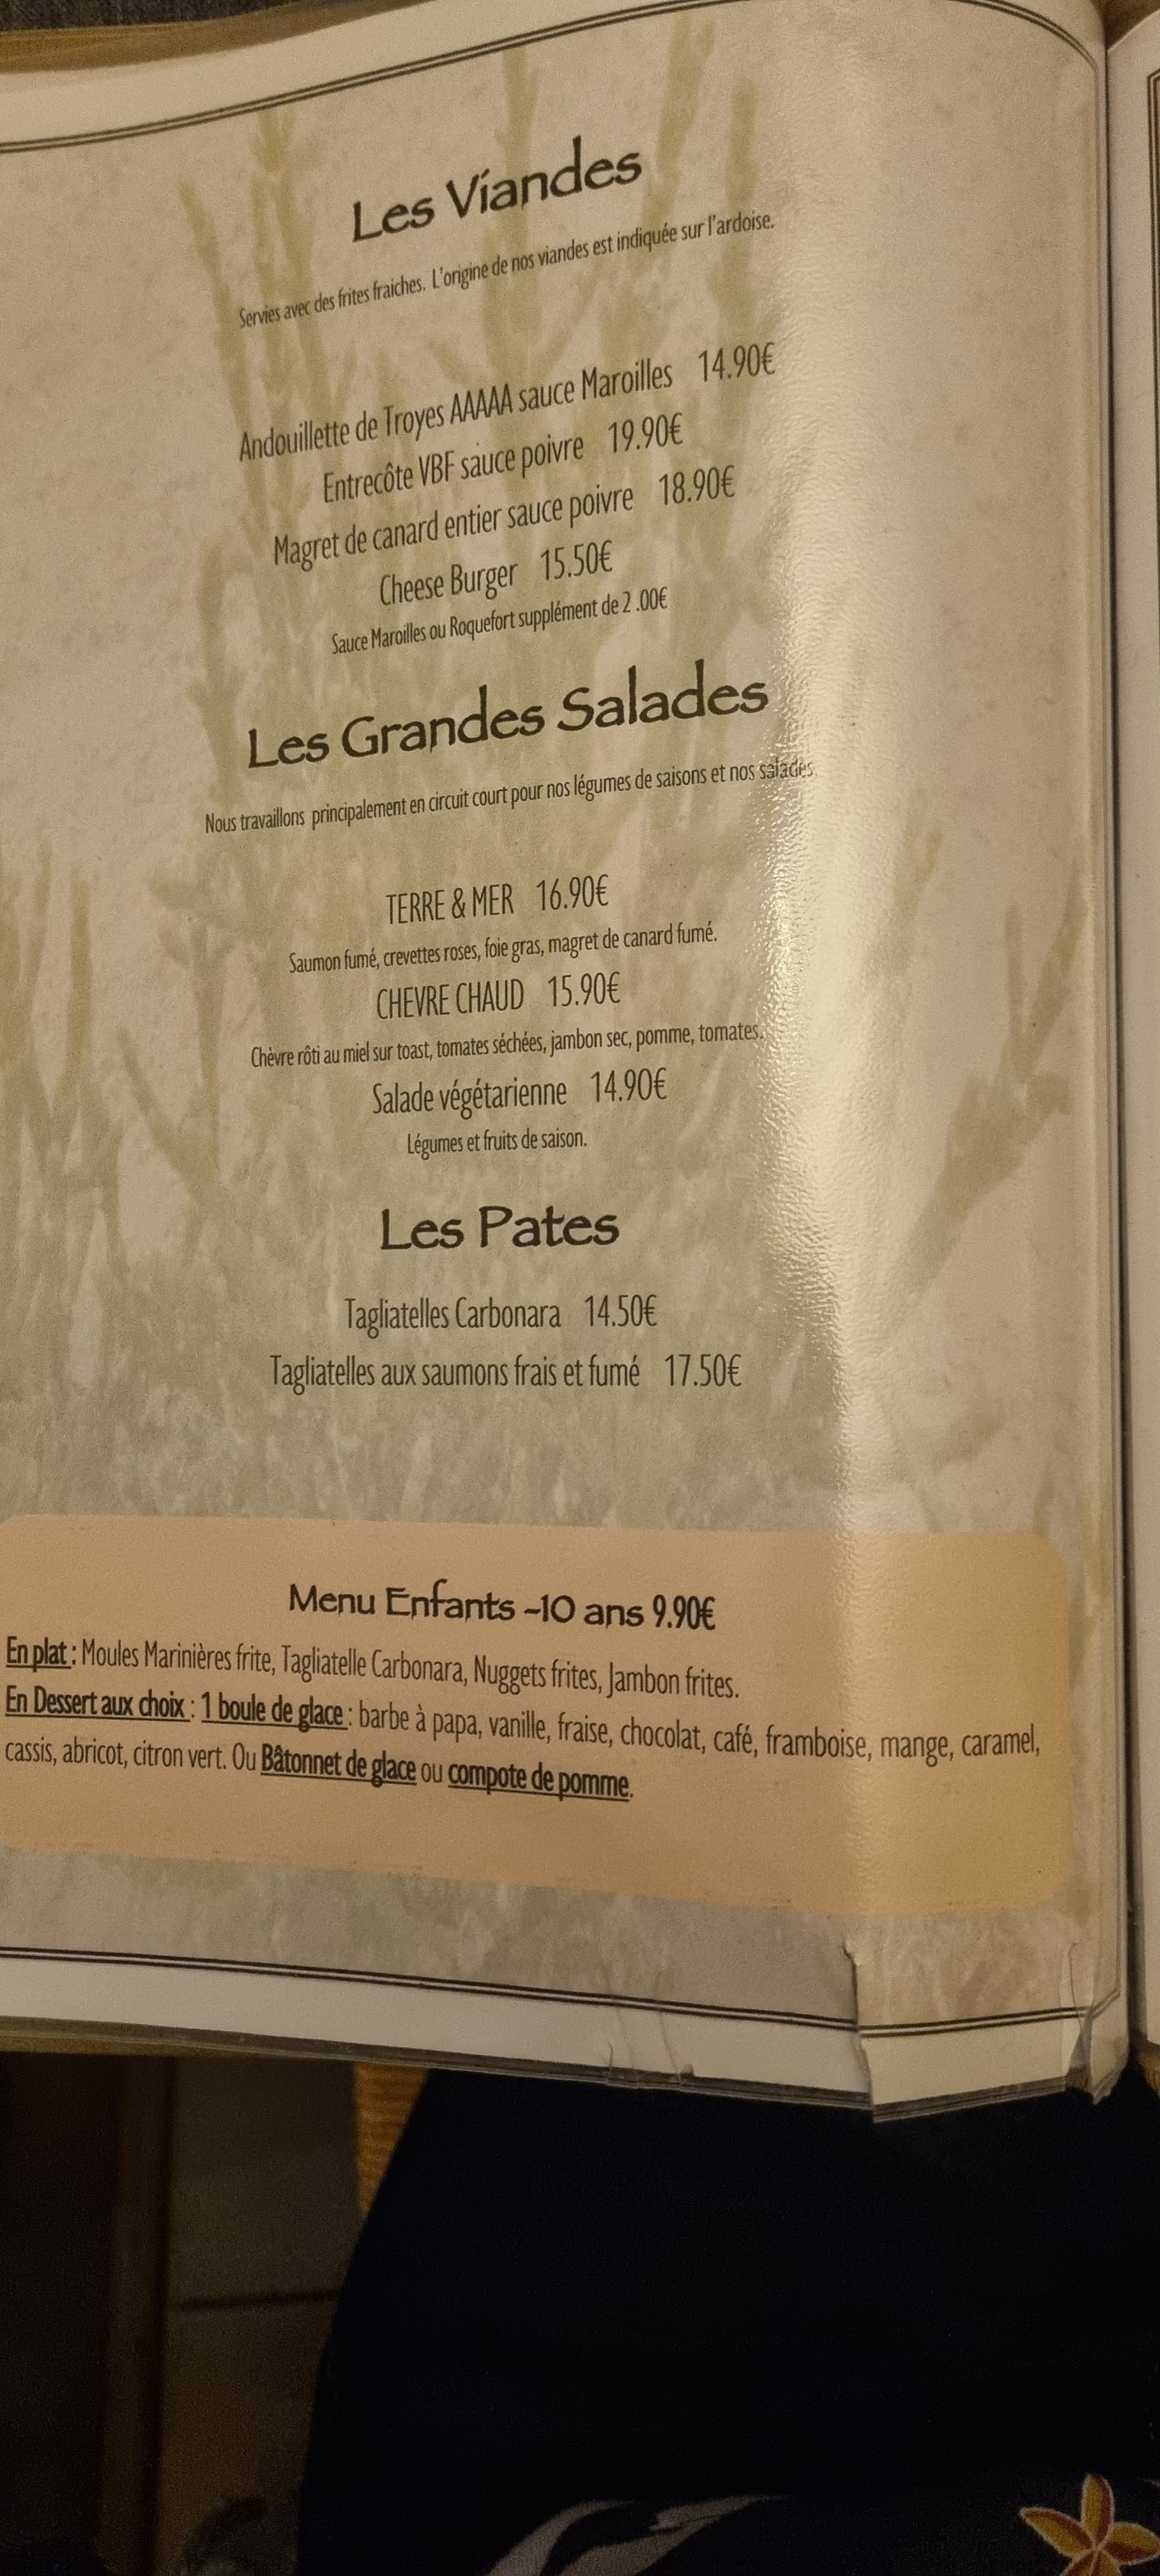 Les Viandes
Servies avec des frites fraiches. L'origine de nos viandes est indiquée sur l'ardoise.
Andouillette de Troyes AAAAA sauce Maroilles 14.90€
Entrecôte VBF sauce poivre 19.90€
Magret de canard entier sauce poivre 18.90€
Cheese Burger 15.50€
Sauce Maroilles ou Roquefort supplément de 2 .00€
Les Grandes Salades
Nous travaillons principalement en circuit court pour nos légumes de saisons et nos salades.
TERRE & MER 16.90€
Saumon fumé, crevettes roses, foie gras, magret de canard fumé.
CHEVRE CHAUD 15.90€
Chèvre rôti au miel sur toast, tomates séchées, jambon sec, pomme, tomates.
Salade végétarienne 14.90€
Légumes et fruits de saison.
Les Pates
Tagliatelles Carbonara 14.50€
Tagliatelles aux saumons frais et fumé 17.50€
Menu Enfants -10 ans 9.90€
En plat : Moules Marinières frite, Tagliatelle Carbonara, Nuggets frites, Jambon frites.
En Dessert aux choix : 1 boule de glace : barbe à papa, vanille, fraise, chocolat, café, framboise, mange, caramel,
cassis, abricot, citron vert. Ou Bâtonnet de glace ou compote de pomme.